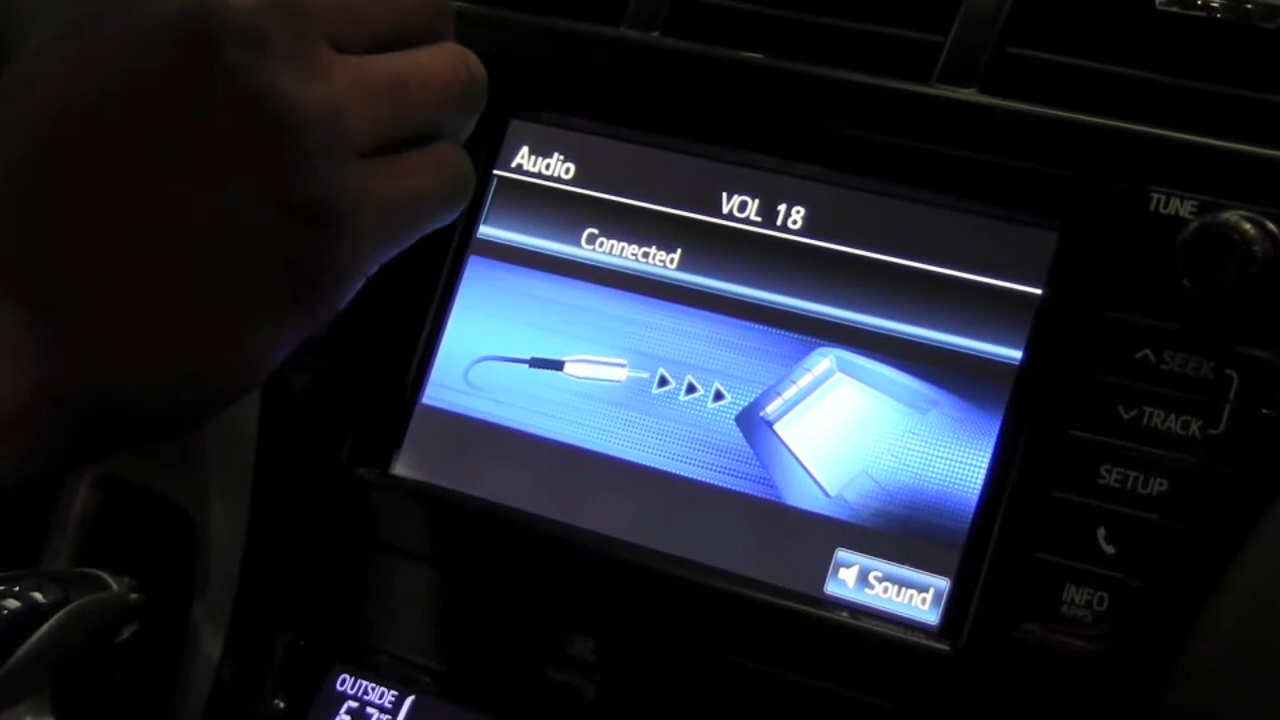 Audio
VOL 18
Connected
Sound
TUNE
SEEK
TRACK
SETUP
INFO
APPS
OUTSIDE